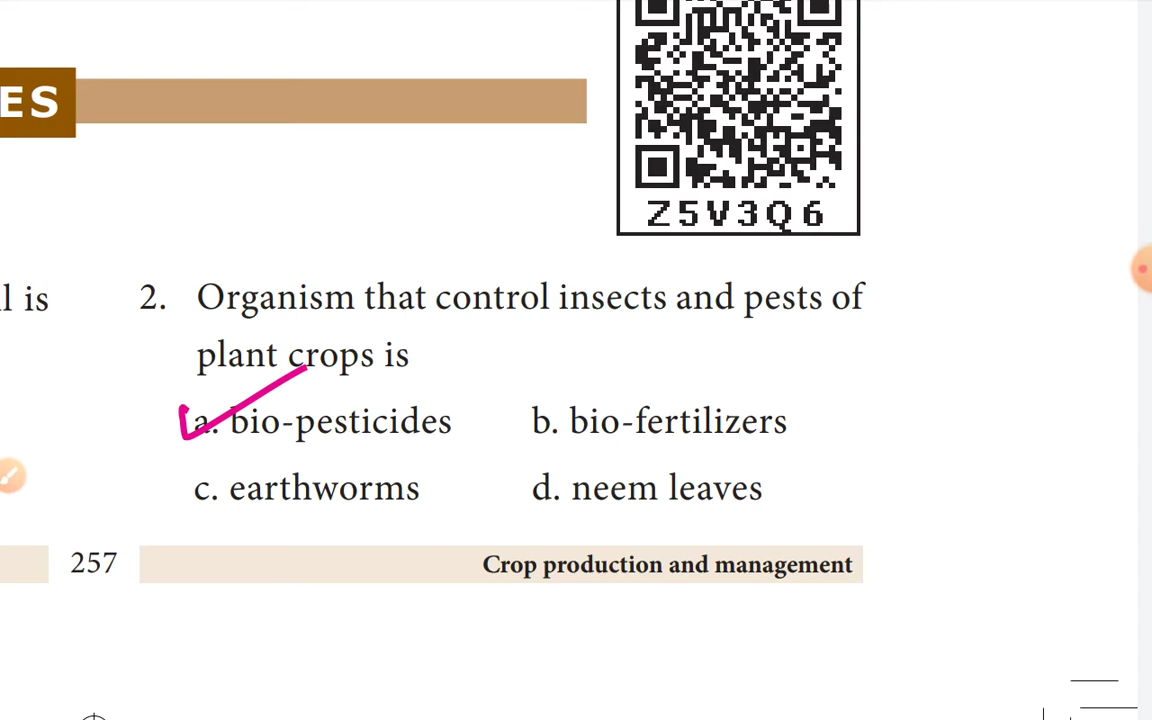 ES
Z5V3Q6
l is
2. Organism that control insects and pests of
plant crops is
a. bio-pesticides b. bio-fertilizers
c. earthworms d. neem leaves
257 Crop production and management